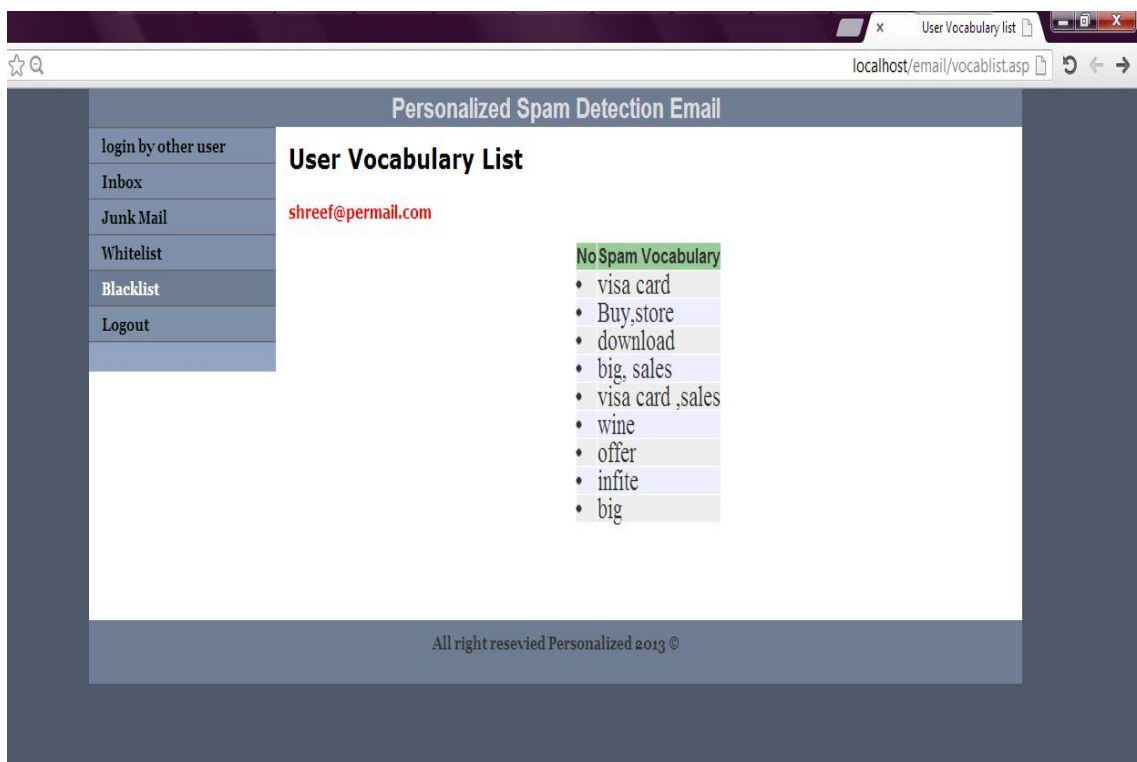 User Vocabulary list
localhost/email/vocablist.asp
Personalized Spam Detection Email
login by other user
Inbox
Junk Mail
Whitelist
Blacklist
Logout
User Vocabulary List
shreef@permail.com
No Spam Vocabulary
• visa card
• Buy,store
• download
• big, sales
• visa card ,sales
• wine
• offer
• infite
• big
All right resevied Personalized 2013 ©